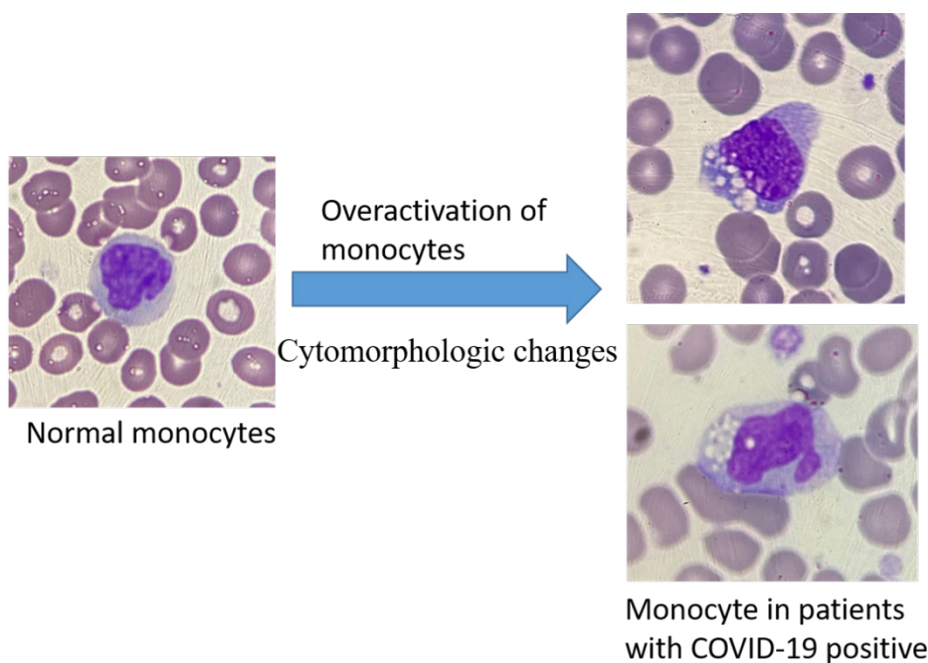 Overactivation of
monocytes
Cytomorphologic changes
Normal monocytes
Monocyte in patients
with COVID-19 positive